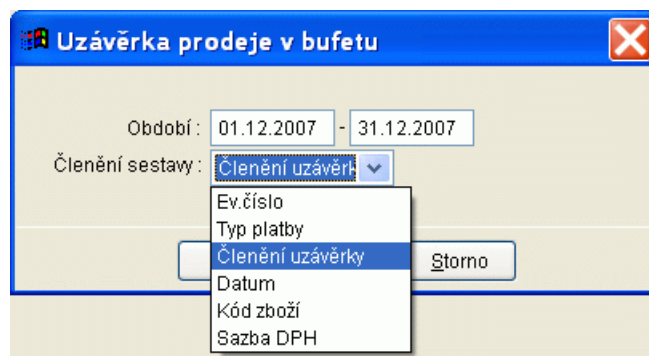 Uzávěrka prodeje v bufetu
Období : 01.12.2007 - 31.12.2007
Členění sestavy : Členění uzávěrk
Ev.číslo
Typ platby
Členění uzávěrky
Storno
Datum
Kód zboží
Sazba DPH